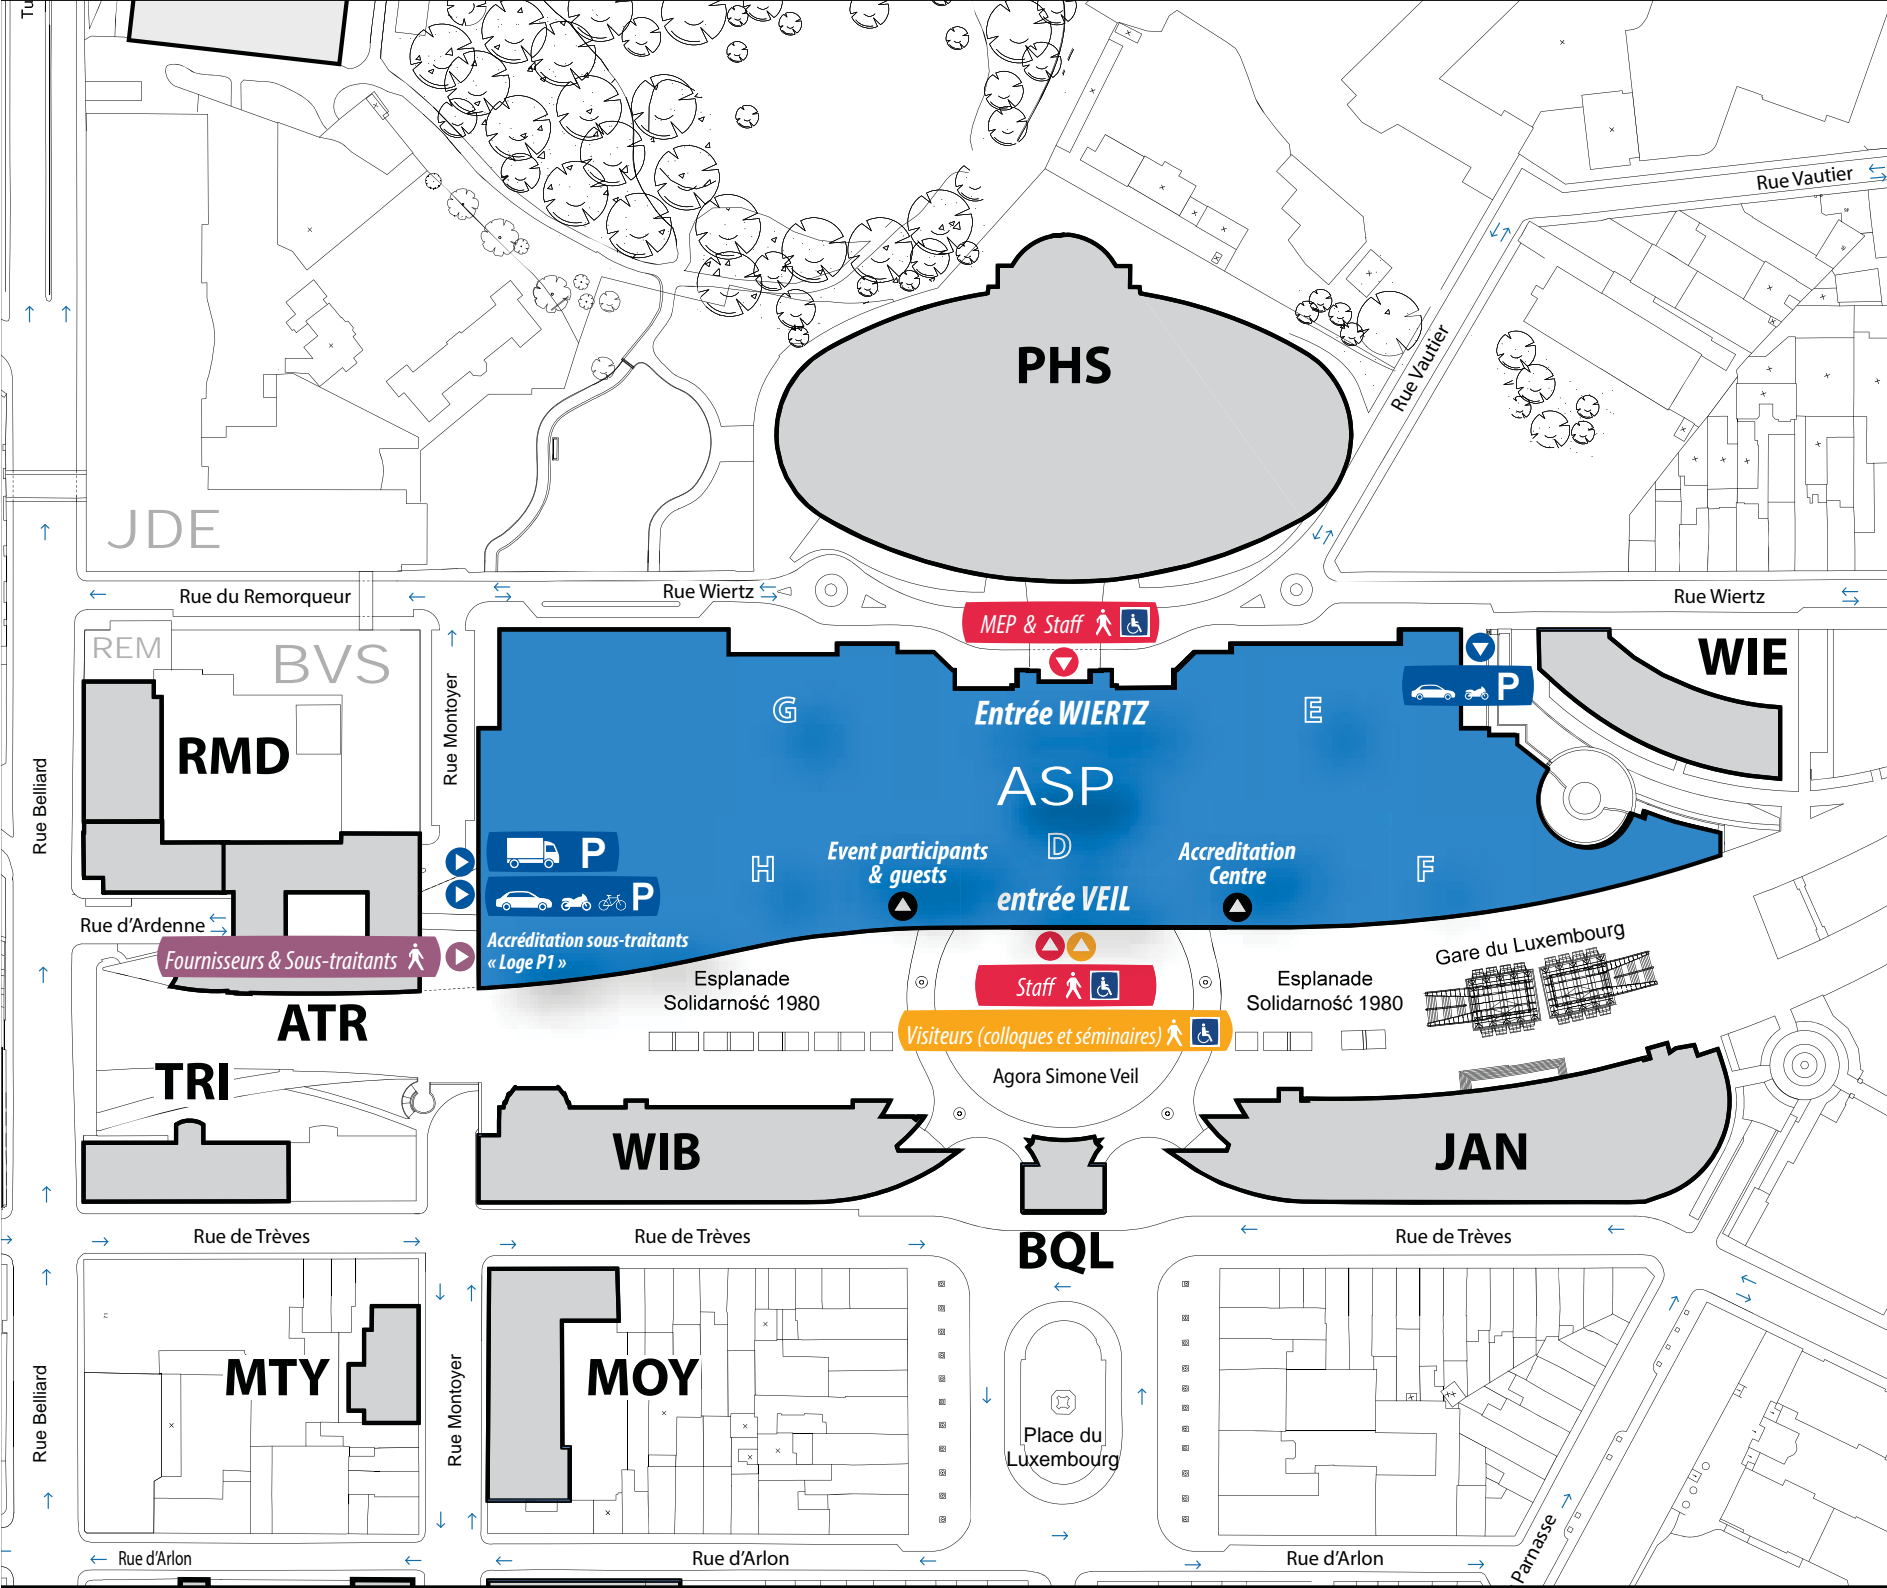 Tu
Rue Vautier
PHS
Rue Vautier
JDE
Rue du Remorqueur
Rue Wiertz
Rue Wiertz
MEP & Staff
REM
BVS
WIE
P
G
E
Entrée WIERTZ
RMD
Rue Montoyer
Rue Belliard
ASP
D
P
Event participants
& guests
Accreditation
Centre
H
F
P
entrée VEIL
Rue d'Ardenne
Fournisseurs & Sous-traitants
Accréditation sous-traitants
« Loge P1 »
Gare du Luxembourg
Esplanade
Solidarność 1980
Staff
Esplanade
Solidarność 1980
ATR
Visiteurs (colloques et séminaires)
TRI
Agora Simone Veil
WIB
JAN
Rue de Trèves
Rue de Trèves
Rue de Trèves
BQL
MTY
MOY
Rue Belliard
Rue Montoyer
Place du
Luxembourg
Parnasse
Rue d'Arlon
Rue d'Arlon
Rue d'Arlon